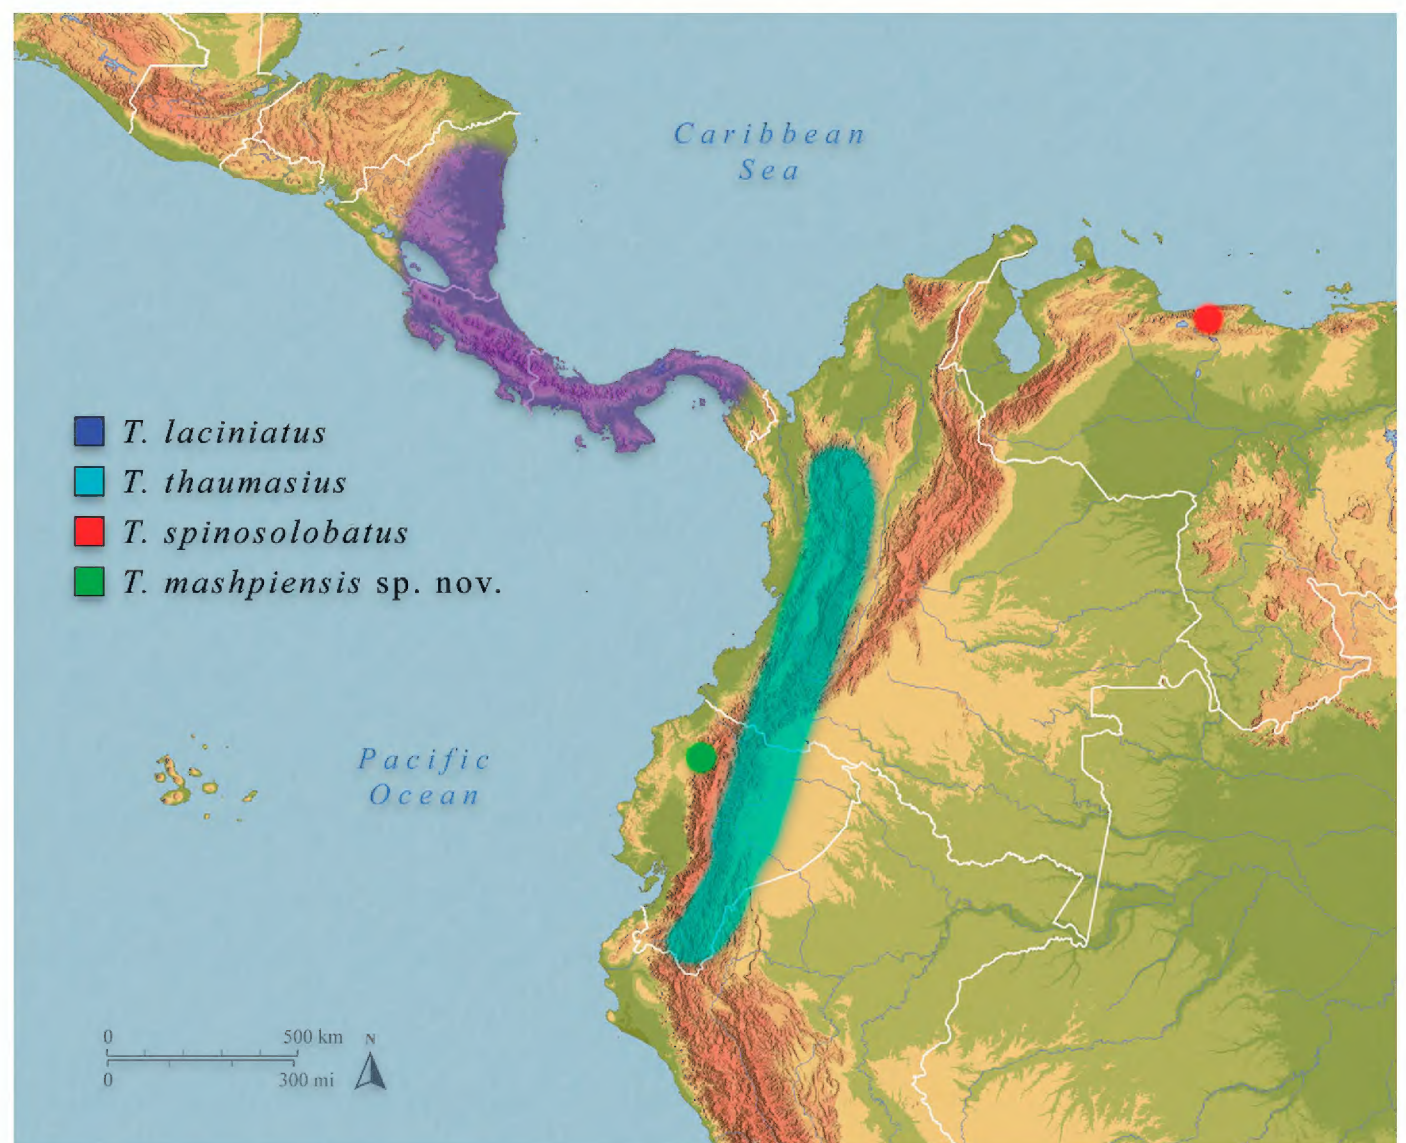 Caribbean
Sea
T. laciniatus
T. thaumasius
T. spinosolobatus
T. mashpiensis sp. nov.
Pacific
Ocean
0 500 km N
0 300 mi